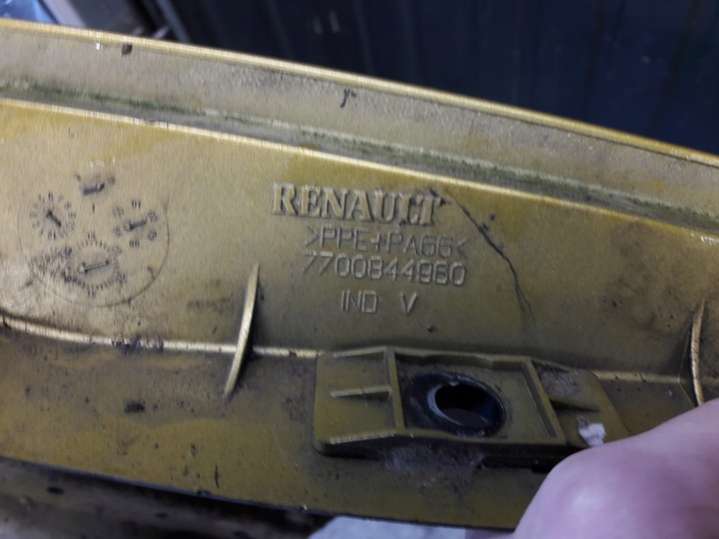 RENAULT
>PPE+PA66<
7700844960
IND V